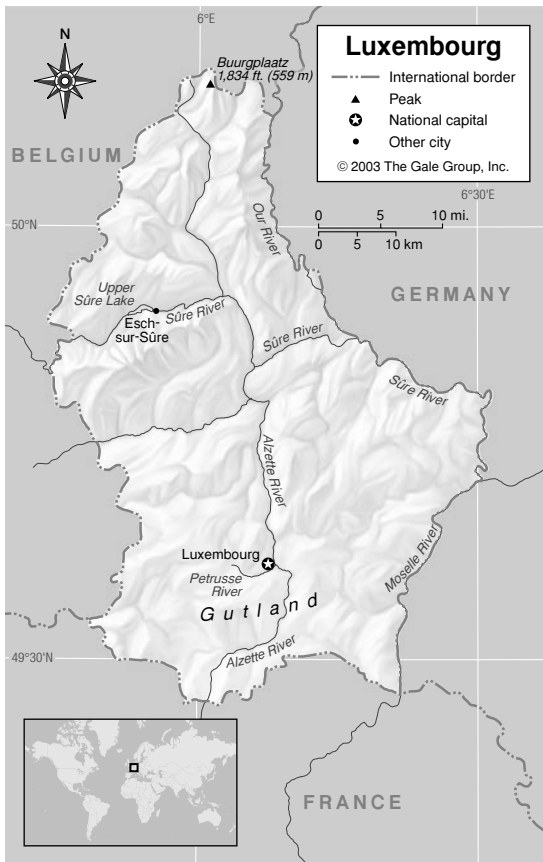 6°E
N
Buurgplaatz
1,834 ft. (559 m)
Luxembourg
International border
Peak
National capital
Other city
© 2003 The Gale Group, Inc.
BELGIUM
6°30'E
50°N
0 5 10 mi.
0 5 10 km
Our River
Upper
Sûre Lake
GERMANY
Sûre River
Esch-
sur-Sûre
Sûre River
Sûre River
Alzette River
Luxembourg
Petrusse
River
Moselle River
Gutland
Alzette River
49°30'N
FRANCE